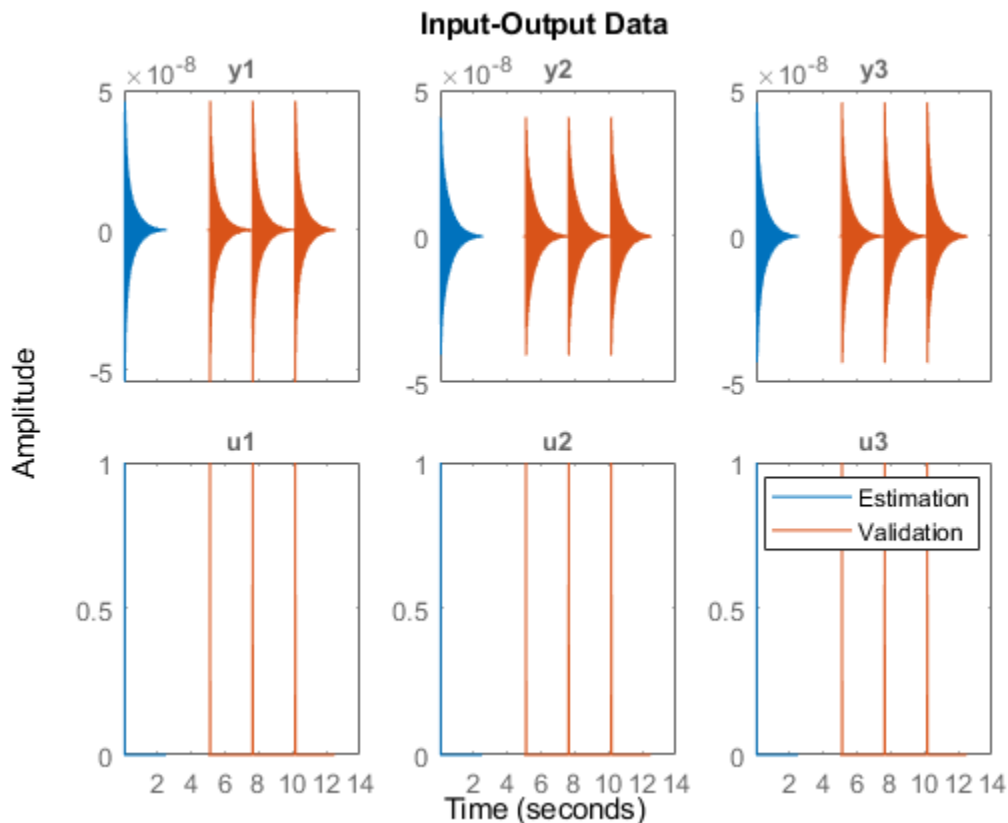 Input-Output Data
× 10⁻⁸ y1
× 10⁻⁸ y2
× 10⁻⁸ y3
5
0
-5
5
0
-5
5
0
-5
Amplitude
u1
u2
u3
1
0.5
0
1
0.5
0
1
0.5
0
Estimation
Validation
2 4 6 8 10 12 14
2 4 6 8 10 12 14
2 4 6 8 10 12 14
Time (seconds)